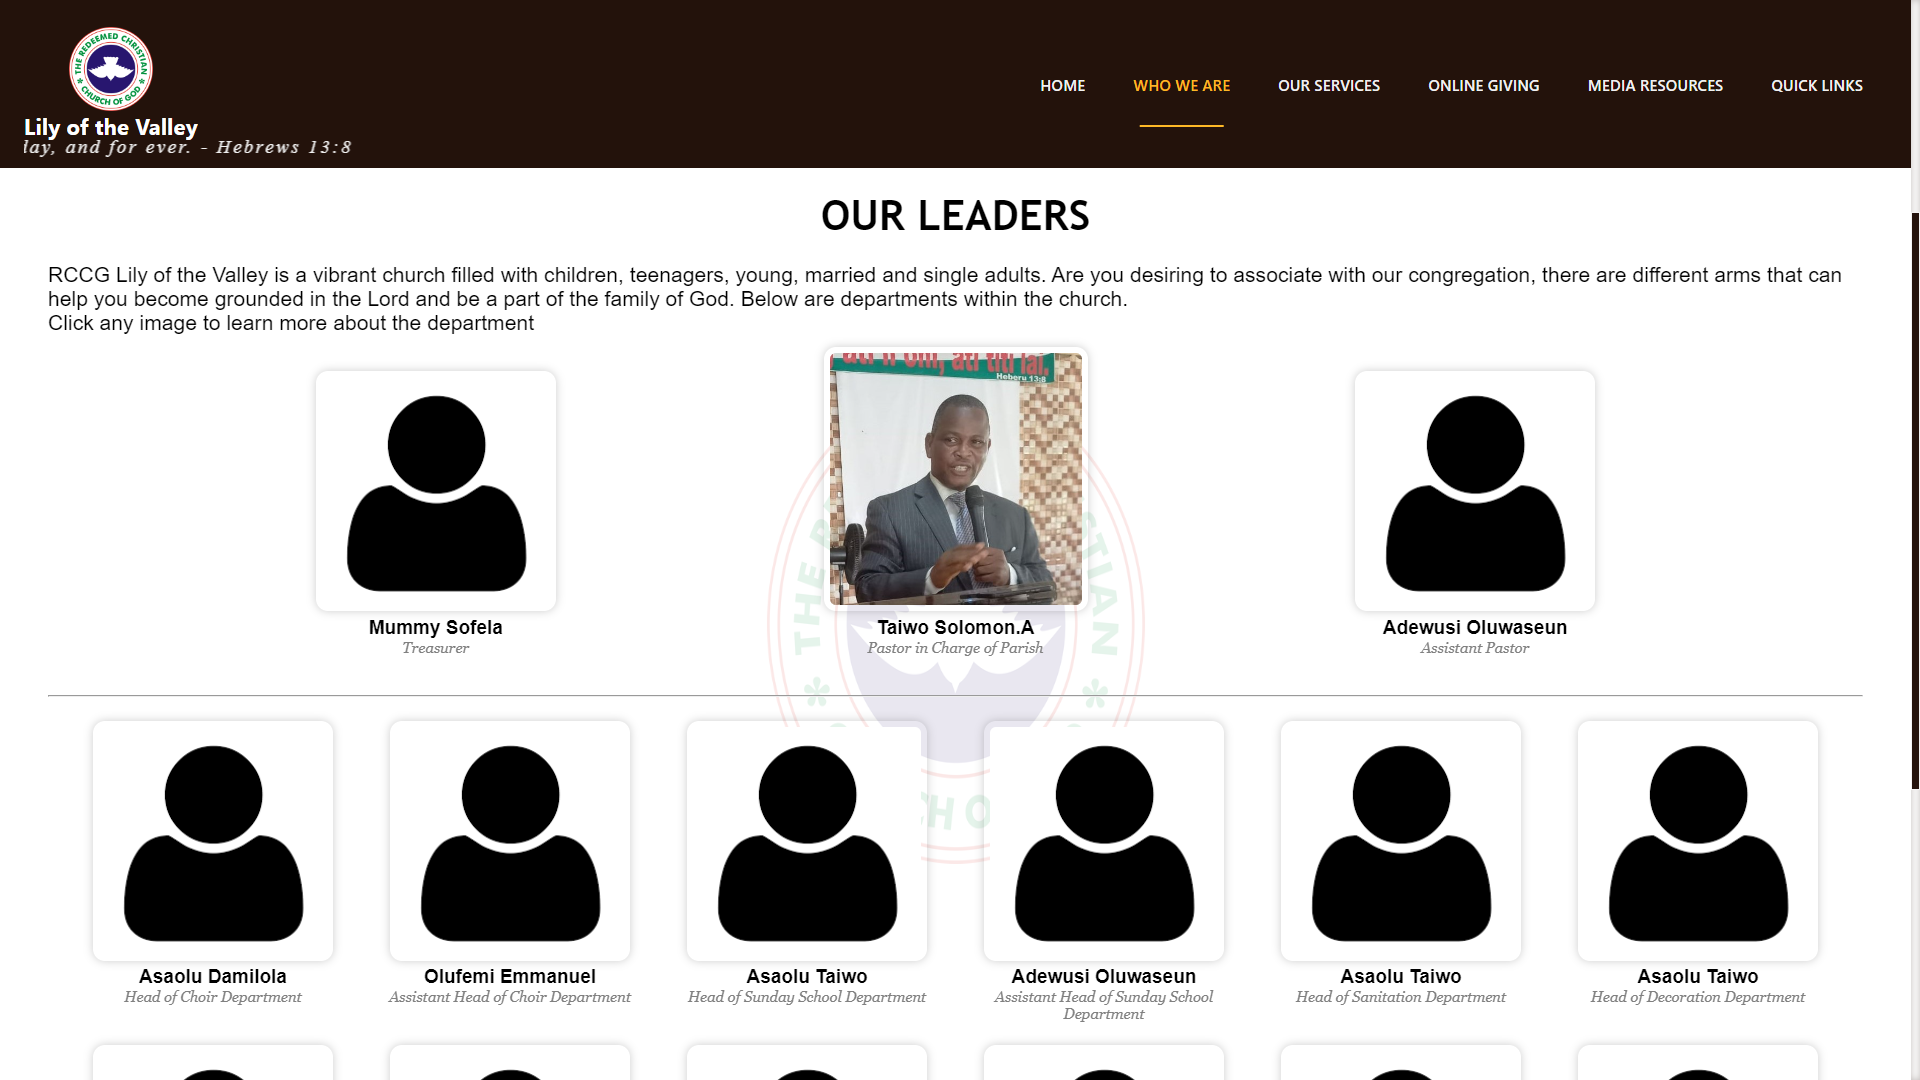 THE REDEEMED CHRISTIAN
CHURCH OF GOD
Lily of the Valley
day, and for ever. - Hebrews 13:8
HOME
WHO WE ARE
OUR SERVICES
ONLINE GIVING
MEDIA RESOURCES
QUICK LINKS
OUR LEADERS
RCCG Lily of the Valley is a vibrant church filled with children, teenagers, young, married and single adults. Are you desiring to associate with our congregation, there are different arms that can
help you become grounded in the Lord and be a part of the family of God. Below are departments within the church.
Click any image to learn more about the department
titi lai.
Heberu 13:8
Mummy Sofela
Treasurer
Taiwo Solomon.A
Pastor in Charge of Parish
Adewusi Oluwaseun
Assistant Pastor
Asaolu Damilola
Head of Choir Department
Olufemi Emmanuel
Assistant Head of Choir Department
Asaolu Taiwo
Head of Sunday School Department
Adewusi Oluwaseun
Assistant Head of Sunday School
Department
Asaolu Taiwo
Head of Sanitation Department
Asaolu Taiwo
Head of Decoration Department